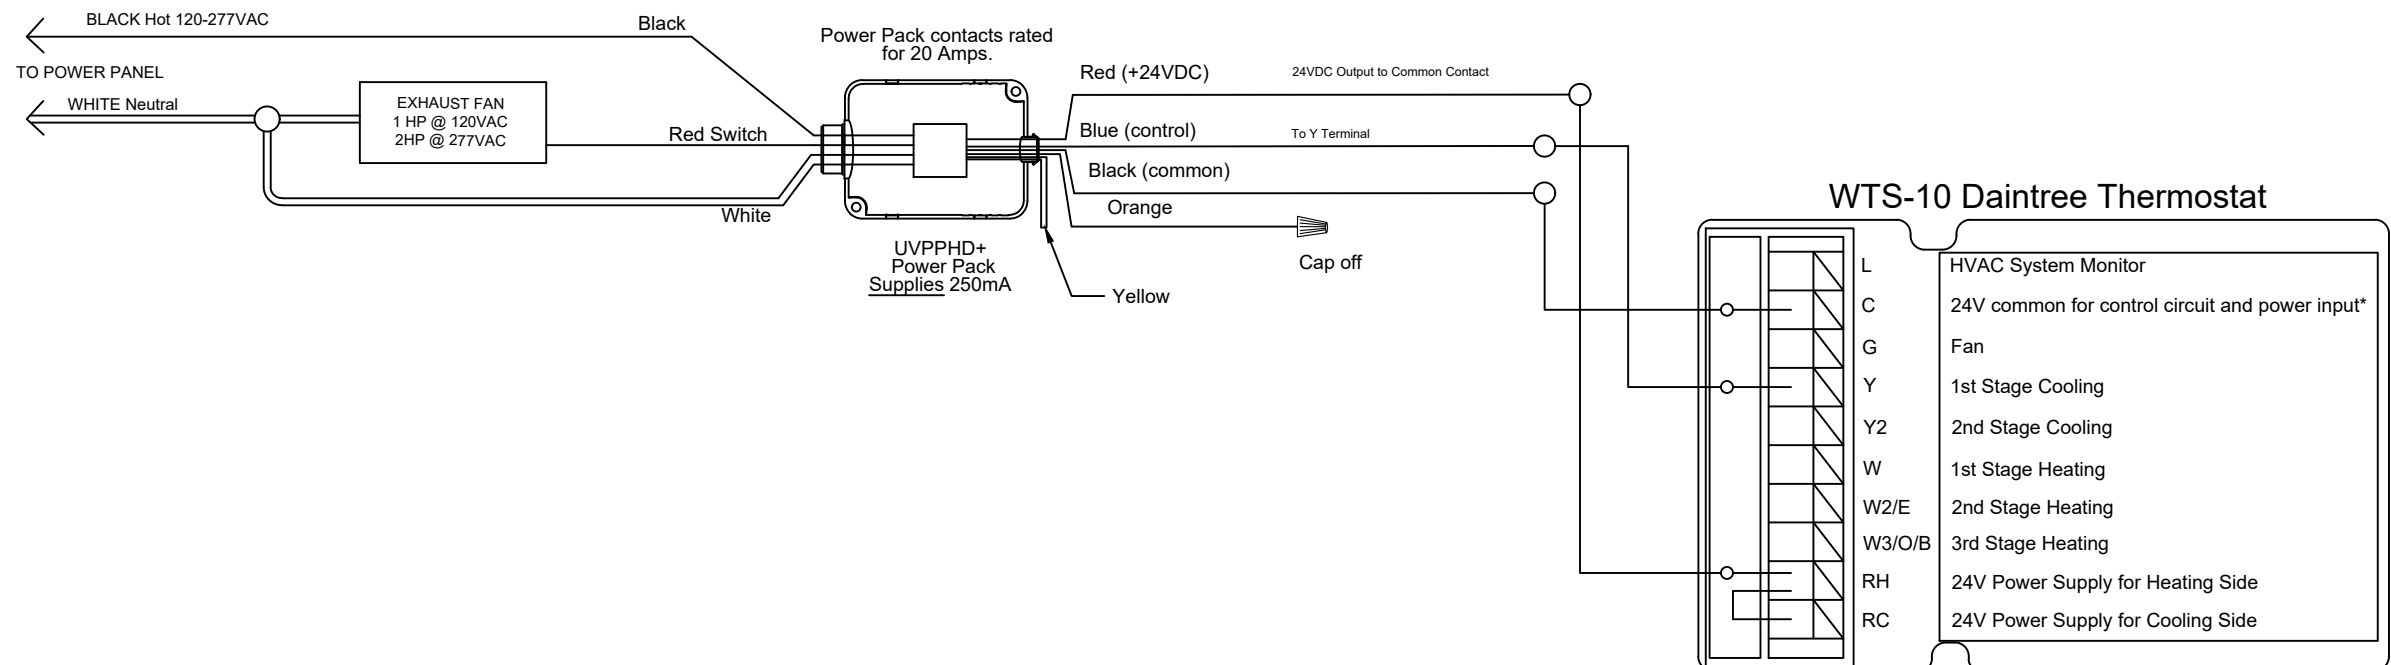 BLACK Hot 120-277VAC
Black
TO POWER PANEL
WHITE Neutral
EXHAUST FAN
1 HP @ 120VAC
2HP @ 277VAC
Red Switch
White
Power Pack contacts rated
for 20 Amps.
UVPPHD+
Power Pack
Supplies 250mA
Red (+24VDC)
24VDC Output to Common Contact
Blue (control)
To Y Terminal
Black (common)
Orange
Cap off
Yellow
WTS-10 Daintree Thermostat
L HVAC System Monitor
C 24V common for control circuit and power input*
G Fan
Y 1st Stage Cooling
Y2 2nd Stage Cooling
W 1st Stage Heating
W2/E 2nd Stage Heating
W3/O/B 3rd Stage Heating
RH 24V Power Supply for Heating Side
RC 24V Power Supply for Cooling Side